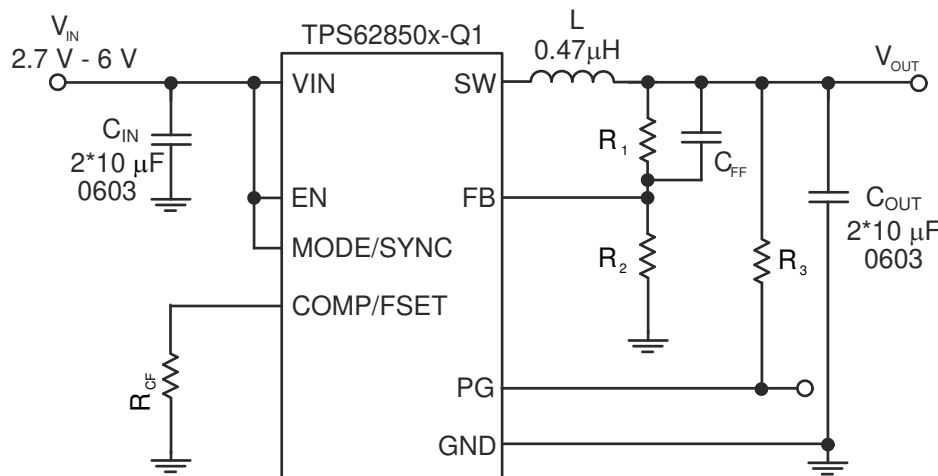 TPS62850x-Q1
V_IN
2.7 V - 6 V
L
0.47μH
V_OUT
VIN
SW
C_IN
2*10 μF
0603
R_1
C_FF
EN
FB
C_OUT
2*10 μF
0603
MODE/SYNC
R_2
R_3
COMP/FSET
R_CF
PG
GND